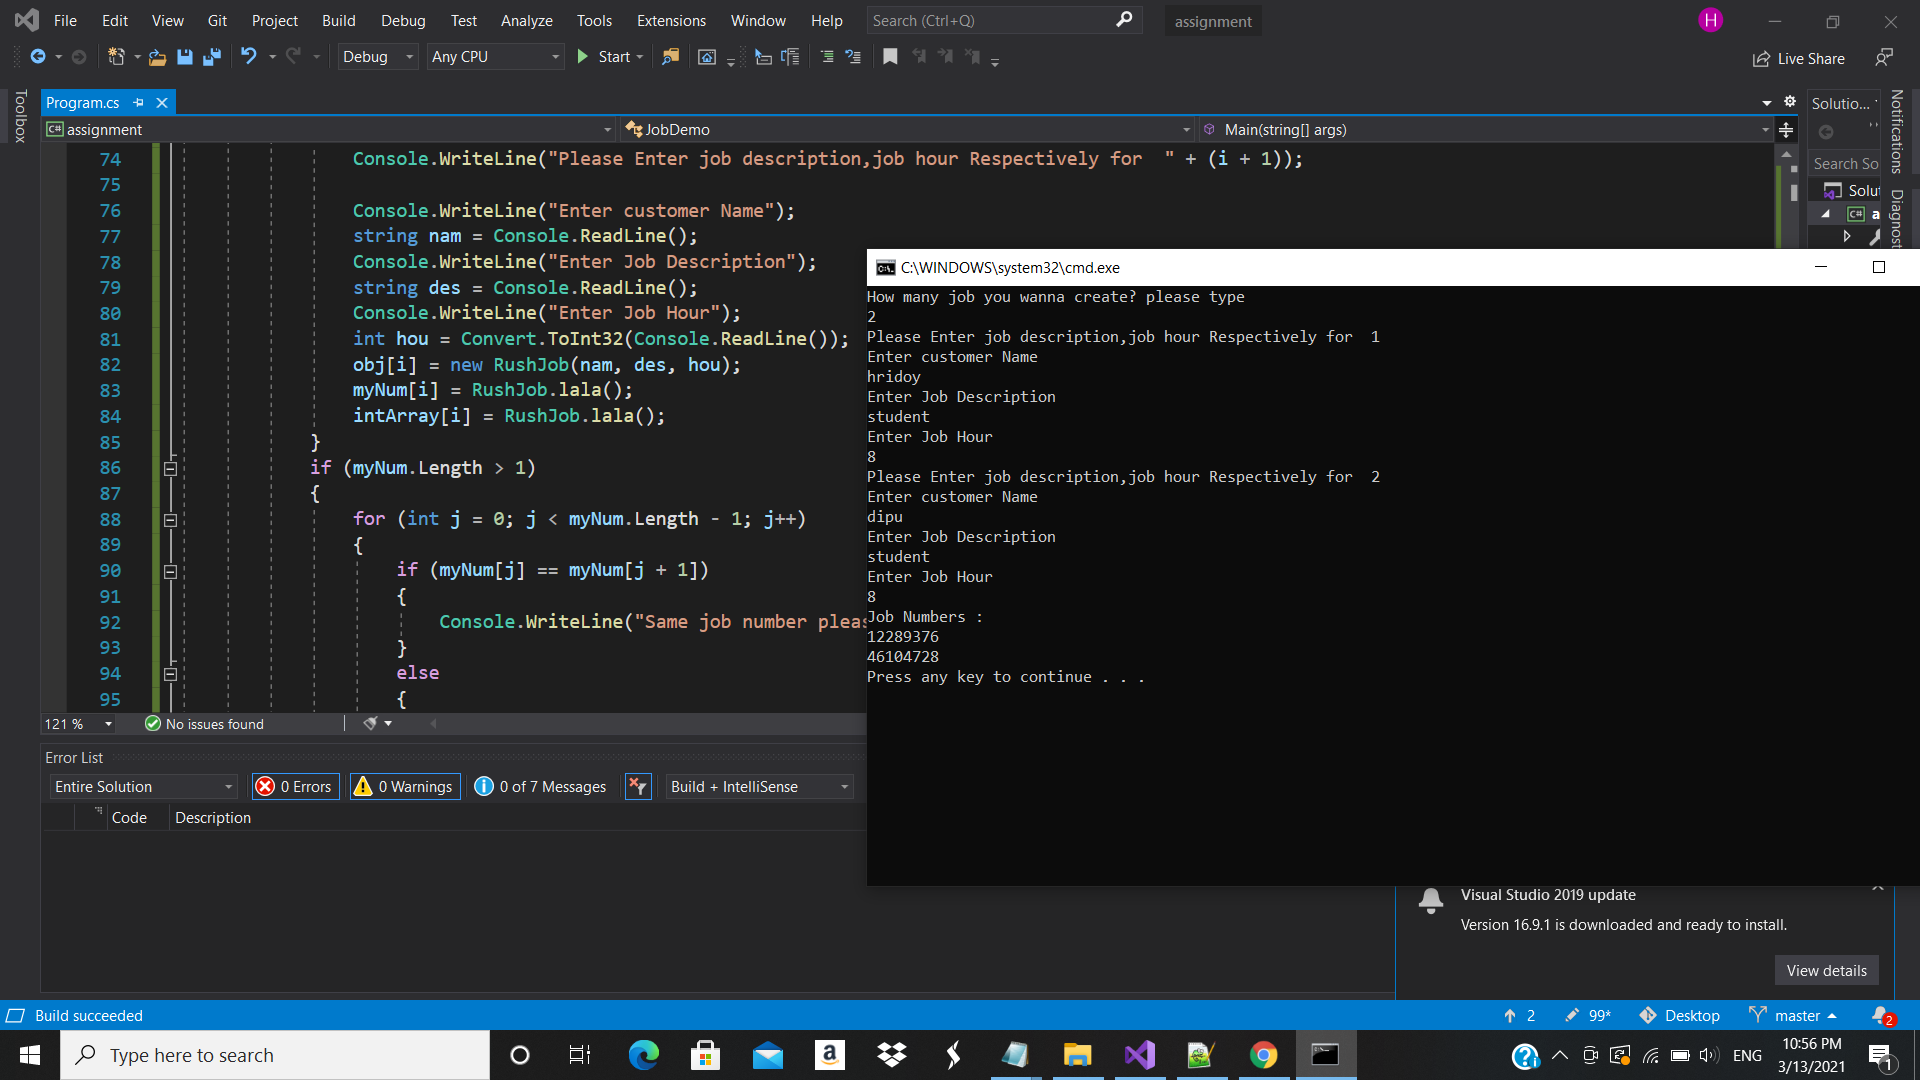 File Edit View Git Project Build Debug Test Analyze Tools Extensions Window Help Search (Ctrl+Q) assignment H
Debug Any CPU Start Live Share
Toolbox
Program.cs
Solutio...
Notifications
assignment JobDemo Main(string[] args)
Search So
Solut
a
Diagnost
74 Console.WriteLine("Please Enter job description,job hour Respectively for  " + (i + 1));
75
76 Console.WriteLine("Enter customer Name");
77 string nam = Console.ReadLine();
78 Console.WriteLine("Enter Job Description");
79 string des = Console.ReadLine();
80 Console.WriteLine("Enter Job Hour");
81 int hou = Convert.ToInt32(Console.ReadLine());
82 obj[i] = new RushJob(nam, des, hou);
83 myNum[i] = RushJob.lala();
84 intArray[i] = RushJob.lala();
85 }
86 if (myNum.Length > 1)
87 {
88 for (int j = 0; j < myNum.Length - 1; j++)
89 {
90 if (myNum[j] == myNum[j + 1])
91 {
92 Console.WriteLine("Same job number pleas
93 }
94 else
95 {
121 % No issues found
C:\WINDOWS\system32\cmd.exe
How many job you wanna create? please type
2
Please Enter job description,job hour Respectively for  1
Enter customer Name
hridoy
Enter Job Description
student
Enter Job Hour
8
Please Enter job description,job hour Respectively for  2
Enter customer Name
dipu
Enter Job Description
student
Enter Job Hour
8
Job Numbers :
12289376
46104728
Press any key to continue . . .
Error List
Entire Solution 0 Errors 0 Warnings 0 of 7 Messages Build + IntelliSense
Code Description
Visual Studio 2019 update
Version 16.9.1 is downloaded and ready to install.
View details
Build succeeded 2 99* Desktop master 2
Type here to search
ENG
10:56 PM
3/13/2021
1